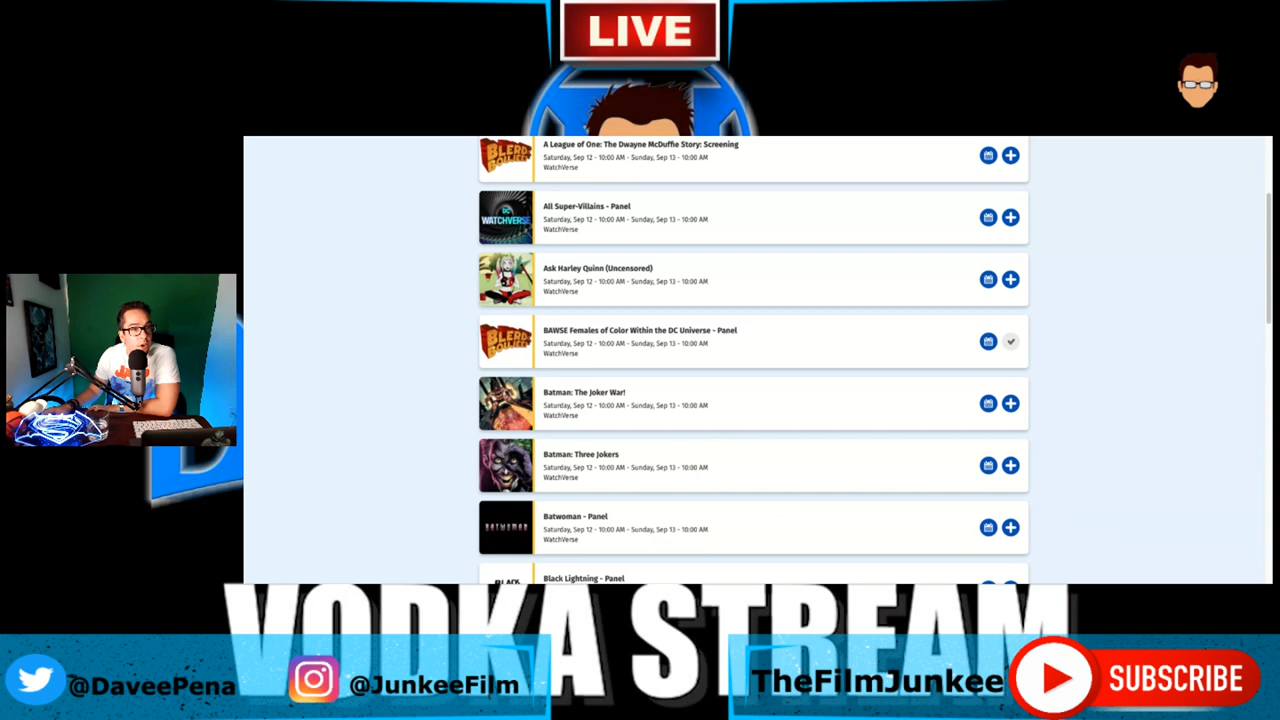 LIVE
BLERD
A League of One: The Dwayne McDuffie Story: Screening
Saturday, Sep 12 - 10:00 AM - Sunday, Sep 13 - 10:00 AM
WatchVerse
DC
WATCHVERSE
All Super-Villains - Panel
Saturday, Sep 12 - 10:00 AM - Sunday, Sep 13 - 10:00 AM
WatchVerse
Ask Harley Quinn (Uncensored)
Saturday, Sep 12 - 10:00 AM - Sunday, Sep 13 - 10:00 AM
WatchVerse
BLERD
BAWSE Females of Color Within the DC Universe - Panel
Saturday, Sep 12 - 10:00 AM - Sunday, Sep 13 - 10:00 AM
WatchVerse
Batman: The Joker War!
Saturday, Sep 12 - 10:00 AM - Sunday, Sep 13 - 10:00 AM
WatchVerse
Batman: Three Jokers
Saturday, Sep 12 - 10:00 AM - Sunday, Sep 13 - 10:00 AM
WatchVerse
BATWOMAN
Batwoman - Panel
Saturday, Sep 12 - 10:00 AM - Sunday, Sep 13 - 10:00 AM
WatchVerse
BLACK
Black Lightning - Panel
VODKA STREAM
@DaveePena
@JunkeeFilm
TheFilmJunkee
SUBSCRIBE